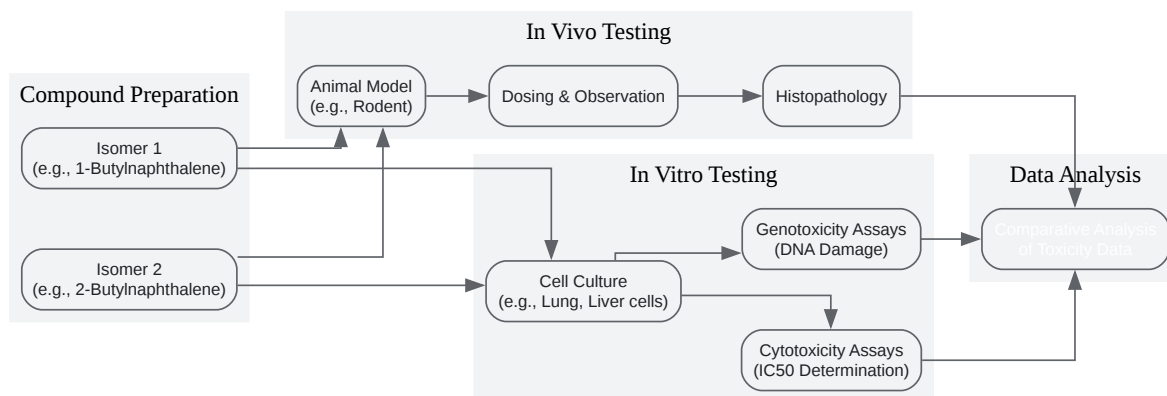 In Vivo Testing
Animal Model
(e.g., Rodent)
Dosing & Observation
Histopathology
Compound Preparation
Isomer 1
(e.g., 1-Butylnaphthalene)
Isomer 2
(e.g., 2-Butylnaphthalene)
In Vitro Testing
Cell Culture
(e.g., Lung, Liver cells)
Genotoxicity Assays
(DNA Damage)
Cytotoxicity Assays
(IC50 Determination)
Data Analysis
Comparative Analysis
of Toxicity Data